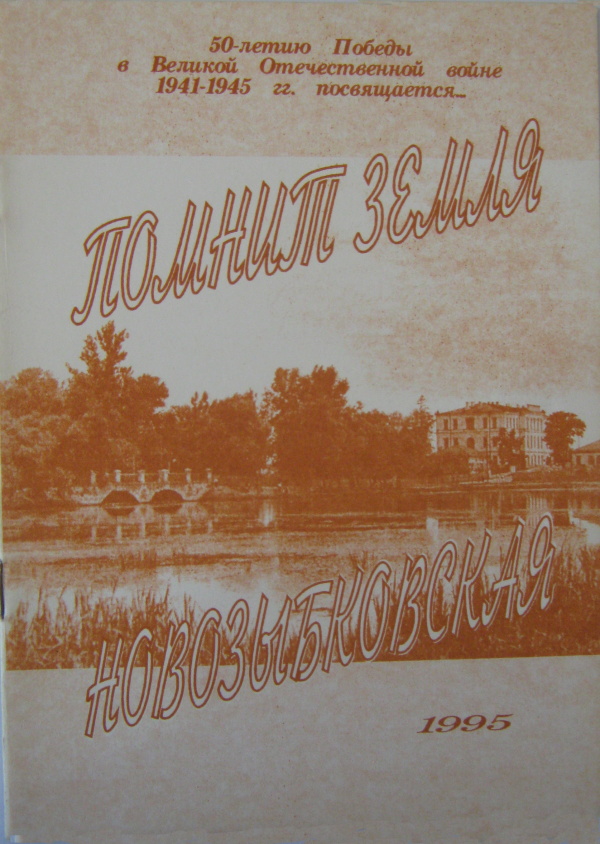 50-летию Победы
в Великой Отечественной войне
1941-1945 гг. посвящается...
ПОМНИТ ЗЕМЛЯ
НОВОЗЫБКОВСКАЯ
1995